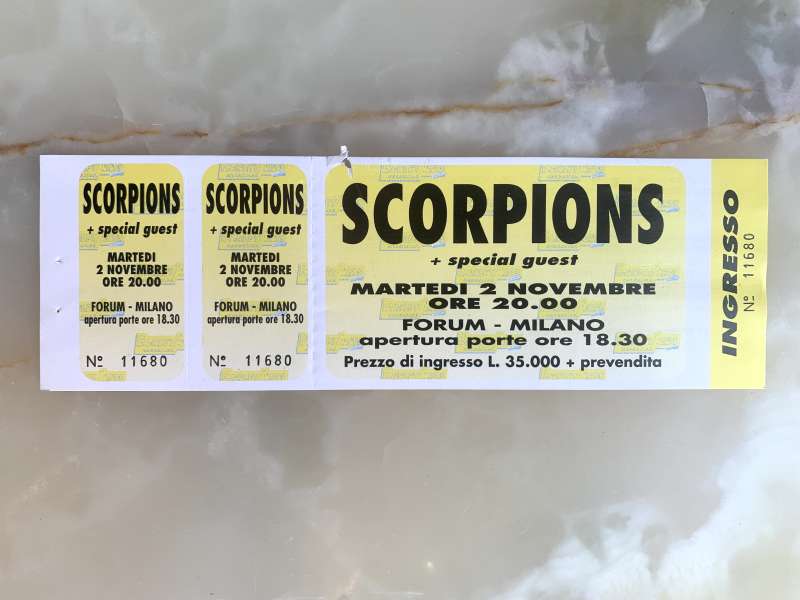 SCORPIONS
+ special guest
MARTEDI
2 NOVEMBRE
ORE 20.00
FORUM - MILANO
apertura porte ore 18.30
Nº 11680
SCORPIONS
+ special guest
MARTEDI
2 NOVEMBRE
ORE 20.00
FORUM - MILANO
apertura porte ore 18.30
Nº 11680
SCORPIONS
+ special guest
MARTEDI 2 NOVEMBRE
ORE 20.00
FORUM - MILANO
apertura porte ore 18.30
Prezzo di ingresso L. 35.000 + prevendita
INGRESSO
Nº 11680